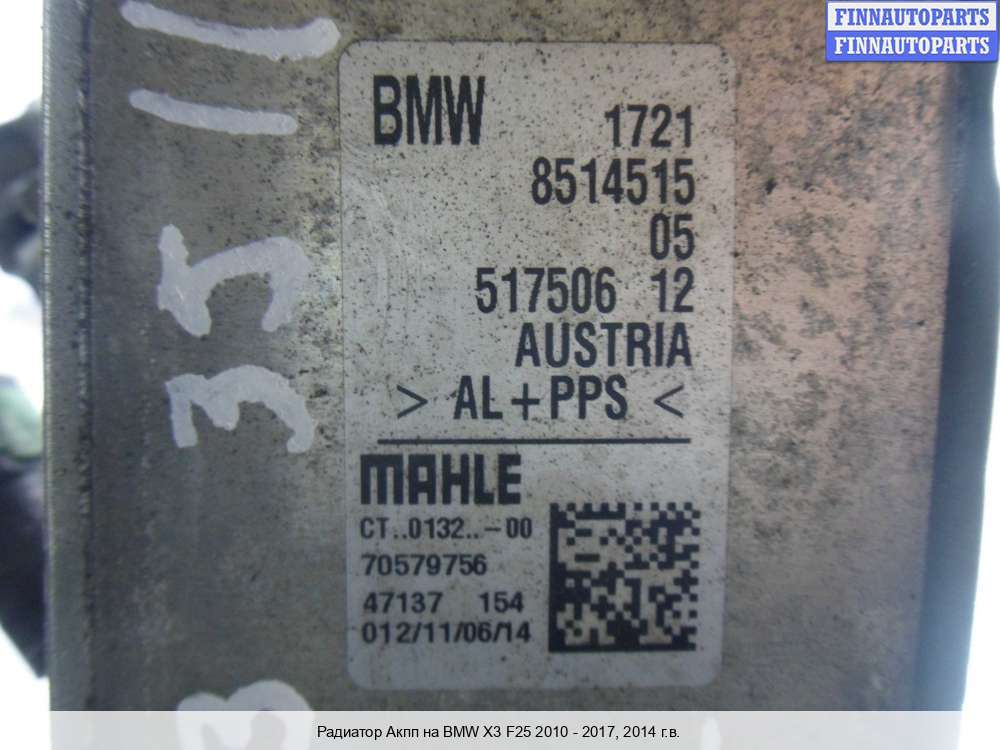 FINNAUTOPARTS
FINNAUTOPARTS
BMW 1721
8514515
05
517506 12
AUSTRIA
> AL+PPS <
MAHLE
CT..0132..-00
70579756
47137 154
012/11/06/14
Радиатор Акпп на BMW X3 F25 2010 - 2017, 2014 г.в.